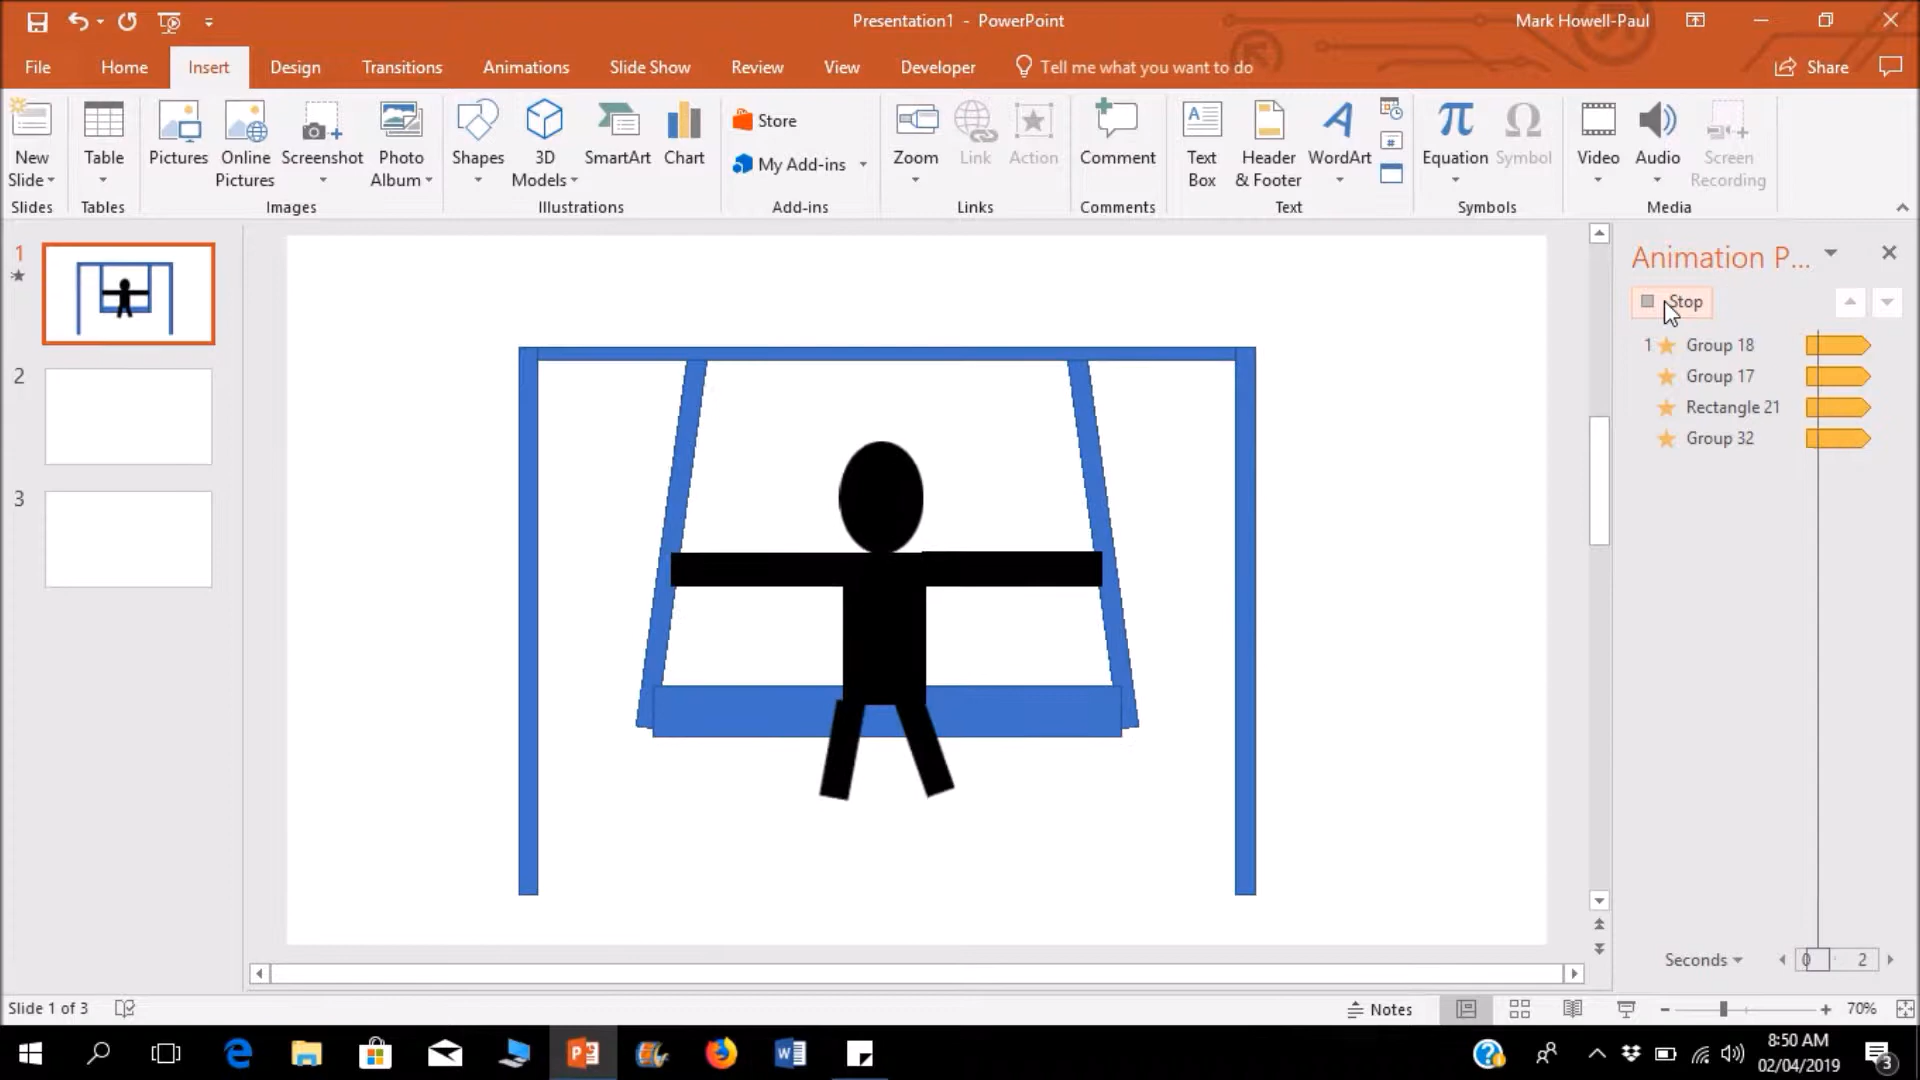 Presentation1 - PowerPoint
Mark Howell-Paul
File Home Insert Design Transitions Animations Slide Show Review View Developer Tell me what you want to do
Share
New Slide
Table
Pictures
Online Pictures
Screenshot
Photo Album
Shapes
3D Models
SmartArt
Chart
Store
My Add-ins
Zoom
Link
Action
Comment
Text Box
Header & Footer
WordArt
Equation
Symbol
Video
Audio
Screen Recording
Slides Tables Images Illustrations Add-ins Links Comments Text Symbols Media
1
2
3
Animation P...
Stop
1 Group 18
Group 17
Rectangle 21
Group 32
Seconds 0 2
Slide 1 of 3
Notes
70%
8:50 AM
02/04/2019
3